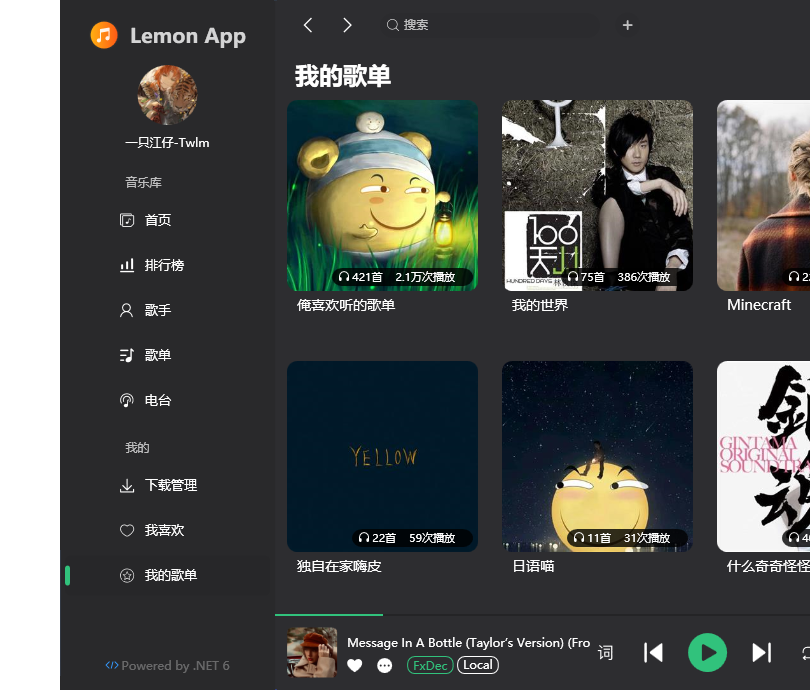 Lemon App
一只江仔-Twlm
音乐库
首页
排行榜
歌手
歌单
电台
我的
下载管理
我喜欢
我的歌单
Powered by .NET 6
搜索
我的歌单
421首 2.1万次播放
俺喜欢听的歌单
100
天
JJ
HUNDRED DAYS
75首 386次播放
我的世界
Minecraft
YELLOW
22首 59次播放
独自在家嗨皮
11首 31次播放
日语喵
GINTAMA
ORIGINAL
SOUNDTRA
什么奇奇怪怪
Message In A Bottle (Taylor's Version) (Fro
FxDec Local
词